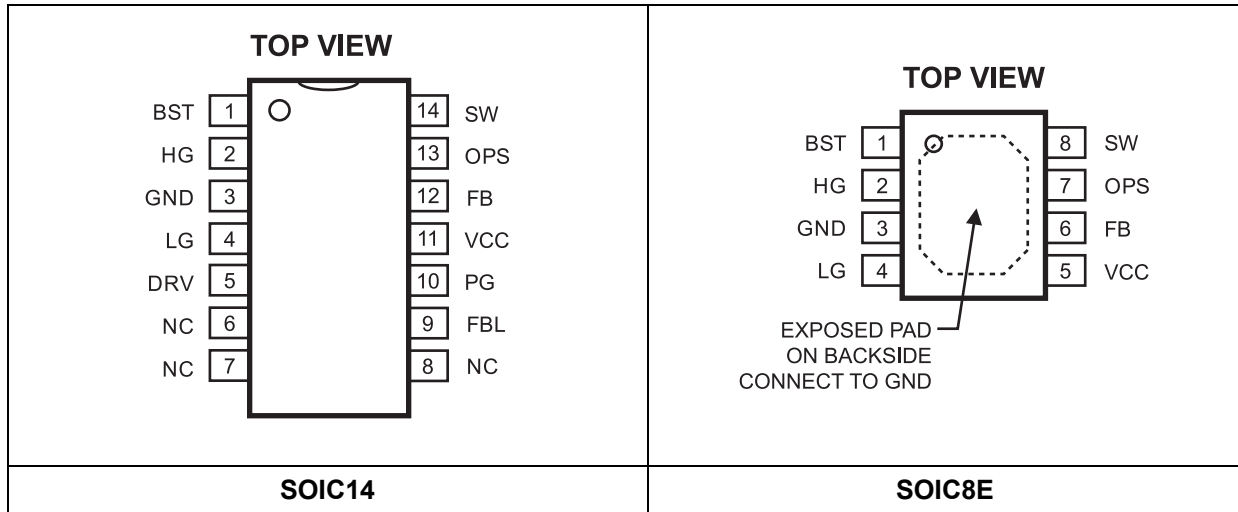 TOP VIEW
BST 1 14 SW
HG 2 13 OPS
GND 3 12 FB
LG 4 11 VCC
DRV 5 10 PG
NC 6 9 FBL
NC 7 8 NC
SOIC14
TOP VIEW
BST 1 8 SW
HG 2 7 OPS
GND 3 6 FB
LG 4 5 VCC
EXPOSED PAD
ON BACKSIDE
CONNECT TO GND
SOIC8E